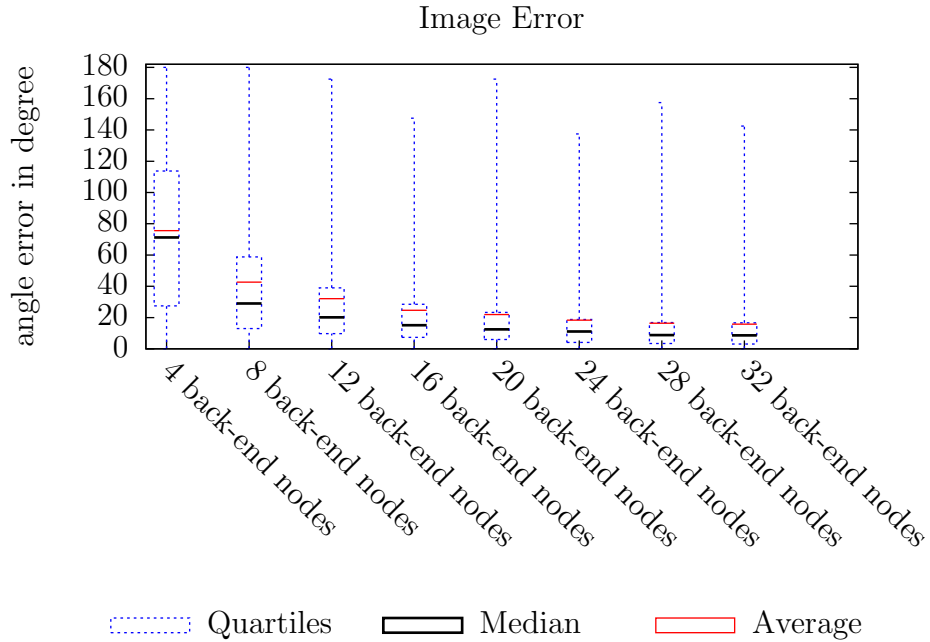 Image Error
angle error in degree
180
160
140
120
100
80
60
40
20
0
4 back-end nodes
8 back-end nodes
12 back-end nodes
16 back-end nodes
20 back-end nodes
24 back-end nodes
28 back-end nodes
32 back-end nodes
Quartiles Median Average